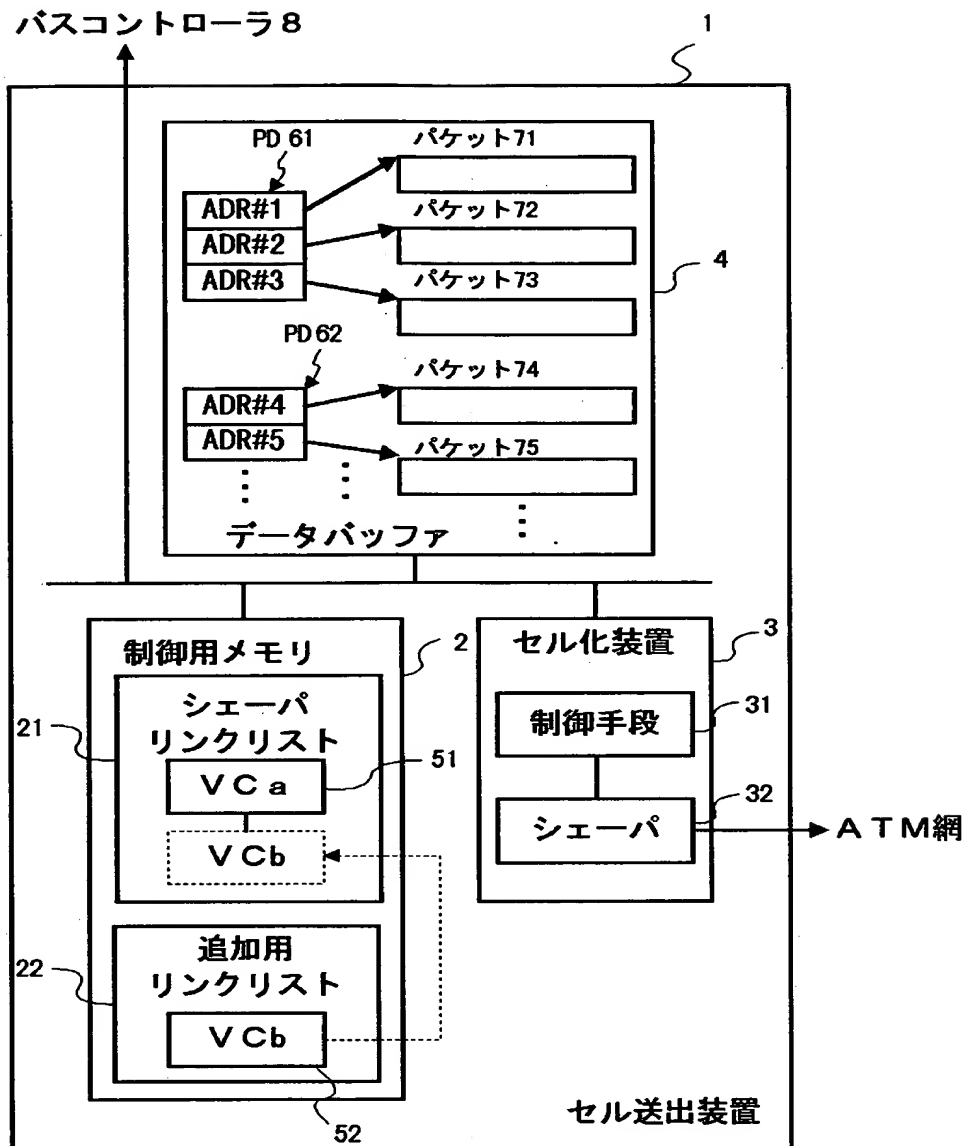 バスコントローラ8
1
PD 61
パケット71
ADR#1
パケット72
ADR#2
ADR#3
パケット73
4
PD 62
パケット74
ADR#4
ADR#5
パケット75
データバッファ
制御用メモリ
2
セル化装置
3
シェーパ
リンクリスト
21
制御手段
31
VCa
51
シェーパ
32
ATM網
VCb
追加用
リンクリスト
22
VCb
52
セル送出装置